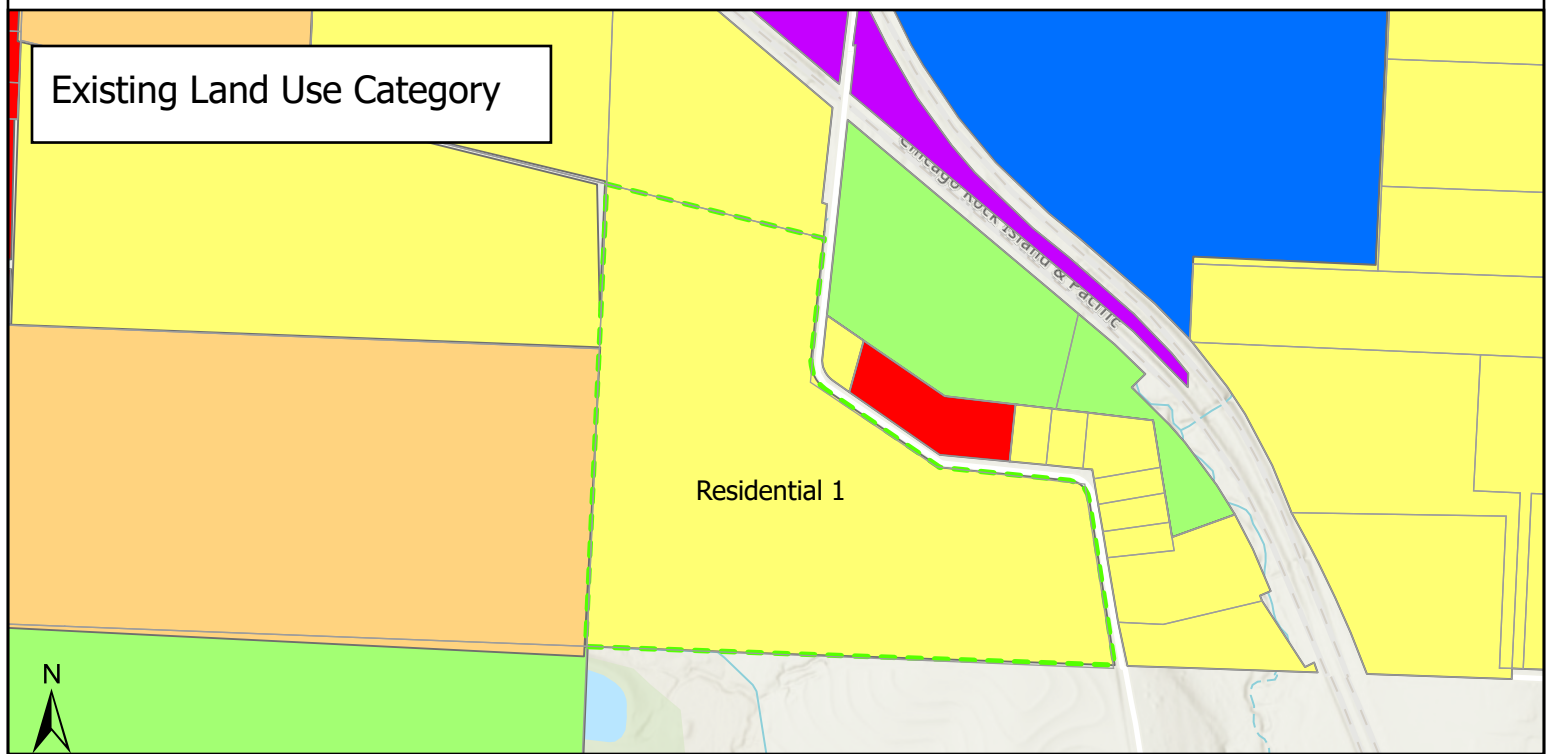 Existing Land Use Category
Chicago Rock Island & Pacific
Residential 1
N